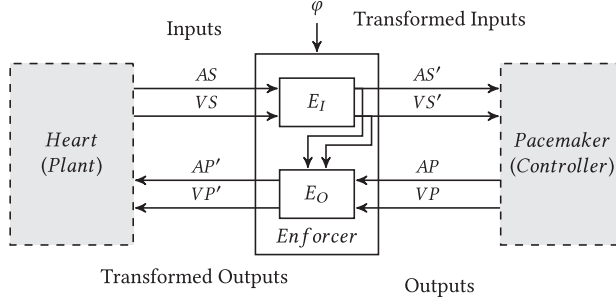 φ
Inputs
Transformed Inputs
AS
AS′
VS
E_I
VS′
Heart
(Plant)
Pacemaker
(Controller)
AP′
AP
VP′
E_O
VP
Enforcer
Transformed Outputs
Outputs